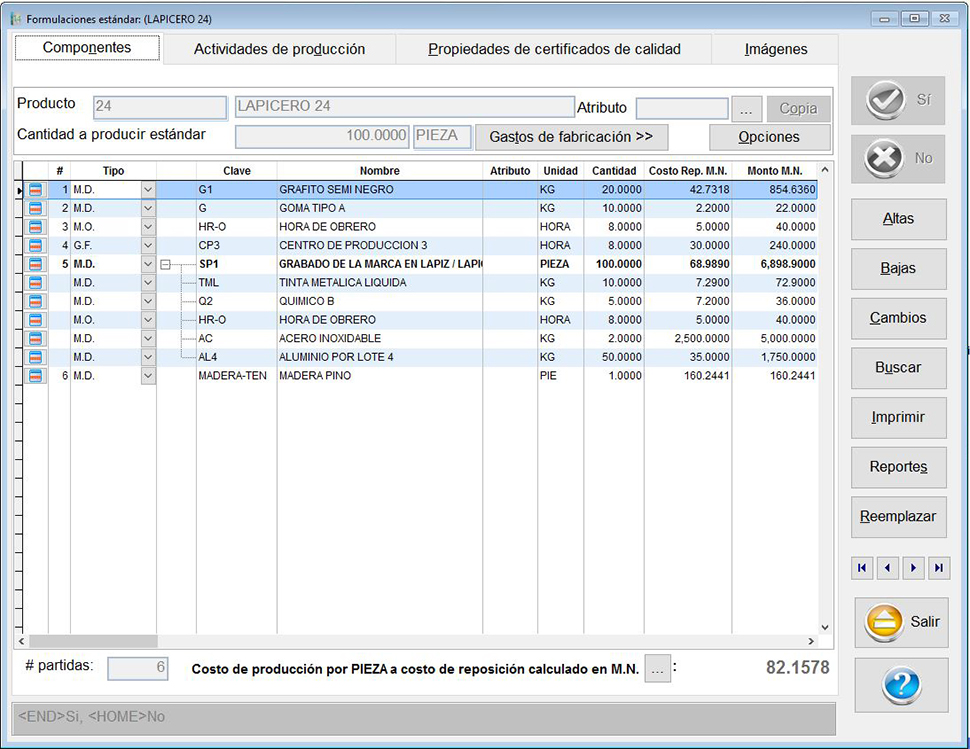 Formulaciones estándar: (LAPICERO 24)
Componentes Actividades de producción Propiedades de certificados de calidad Imágenes
Producto 24 LAPICERO 24 Atributo ... Copia
Cantidad a producir estándar 100.0000 PIEZA Gastos de fabricación >> Opciones
# Tipo Clave Nombre Atributo Unidad Cantidad Costo Rep. M.N. Monto M.N.
1 M.D. G1 GRAFITO SEMI NEGRO KG 20.0000 42.7318 854.6360
2 M.D. G GOMA TIPO A KG 10.0000 2.2000 22.0000
3 M.O. HR-O HORA DE OBRERO HORA 8.0000 5.0000 40.0000
4 G.F. CP3 CENTRO DE PRODUCCION 3 HORA 8.0000 30.0000 240.0000
5 M.D. SP1 GRABADO DE LA MARCA EN LAPIZ / LAPI PIEZA 100.0000 68.9890 6,898.9000
M.D. TML TINTA METALICA LIQUIDA KG 10.0000 7.2900 72.9000
M.D. Q2 QUIMICO B KG 5.0000 7.2000 36.0000
M.O. HR-O HORA DE OBRERO HORA 8.0000 5.0000 40.0000
M.D. AC ACERO INOXIDABLE KG 2.0000 2,500.0000 5,000.0000
M.D. AL4 ALUMINIO POR LOTE 4 KG 50.0000 35.0000 1,750.0000
6 M.D. MADERA-TEN MADERA PINO PIE 1.0000 160.2441 160.2441
# partidas: 6 Costo de producción por PIEZA a costo de reposición calculado en M.N. ... : 82.1578
<END>Si, <HOME>No
Sí
No
Altas
Bajas
Cambios
Buscar
Imprimir
Reportes
Reemplazar
Salir
?